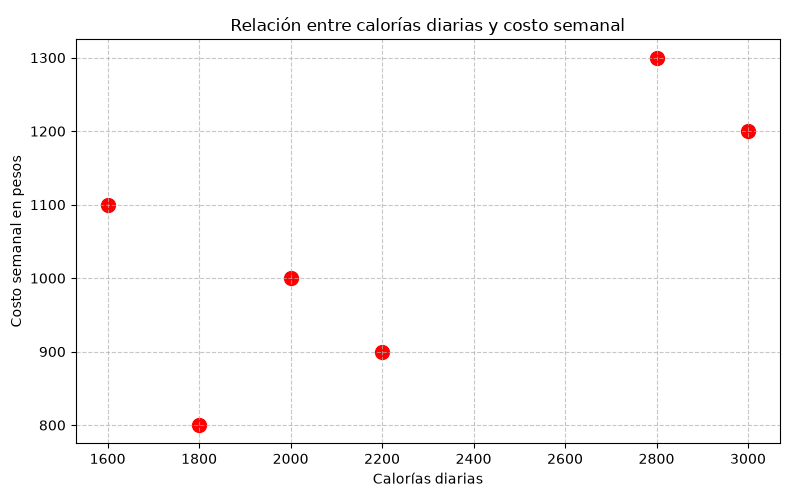 Relación entre calorías diarias y costo semanal
Costo semanal en pesos
1300
1200
1100
1000
900
800
1600 1800 2000 2200 2400 2600 2800 3000
Calorías diarias